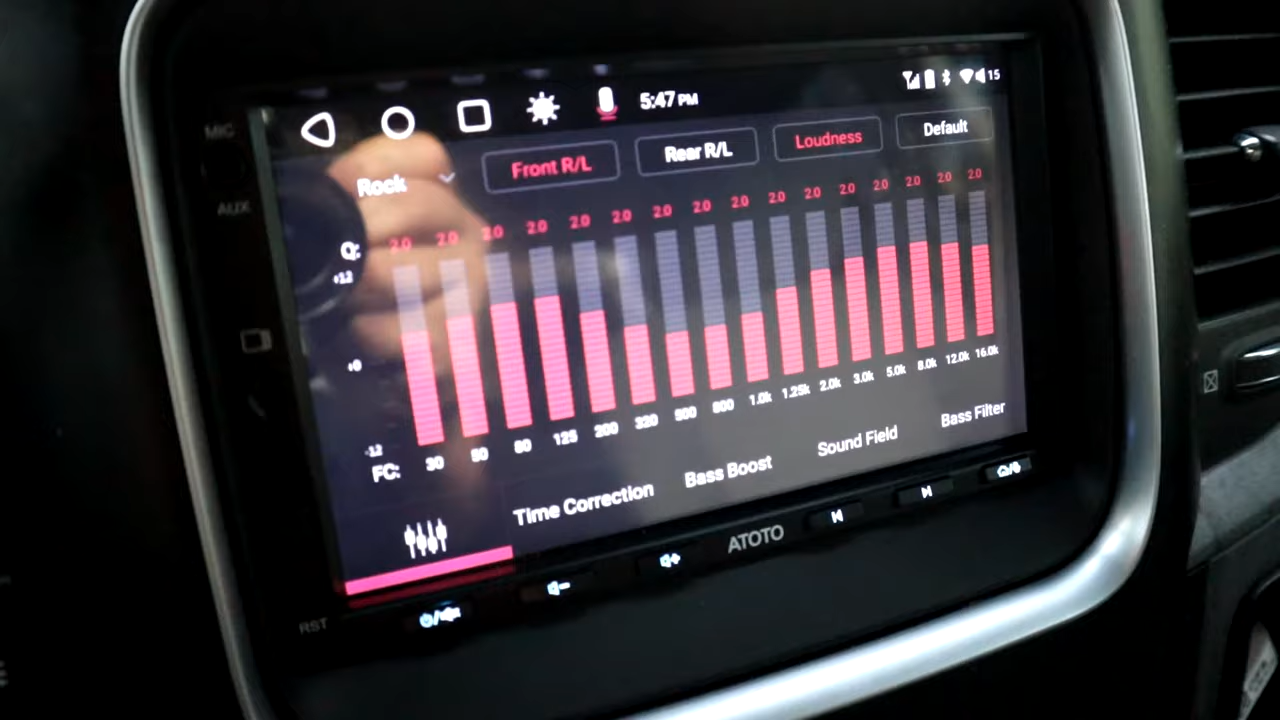 MIC
5:47 PM
15
AUX
Rock
Front R/L
Rear R/L
Loudness
Default
Q: 2.0 2.0 2.0 2.0 2.0 2.0 2.0 2.0 2.0 2.0 2.0 2.0 2.0 2.0 2.0 2.0
+12
±0
-12
FC: 30 50 80 125 200 320 500 800 1.0k 1.25k 2.0k 3.0k 5.0k 8.0k 12.0k 16.0k
Time Correction
Bass Boost
Sound Field
Bass Filter
ATOTO
RST